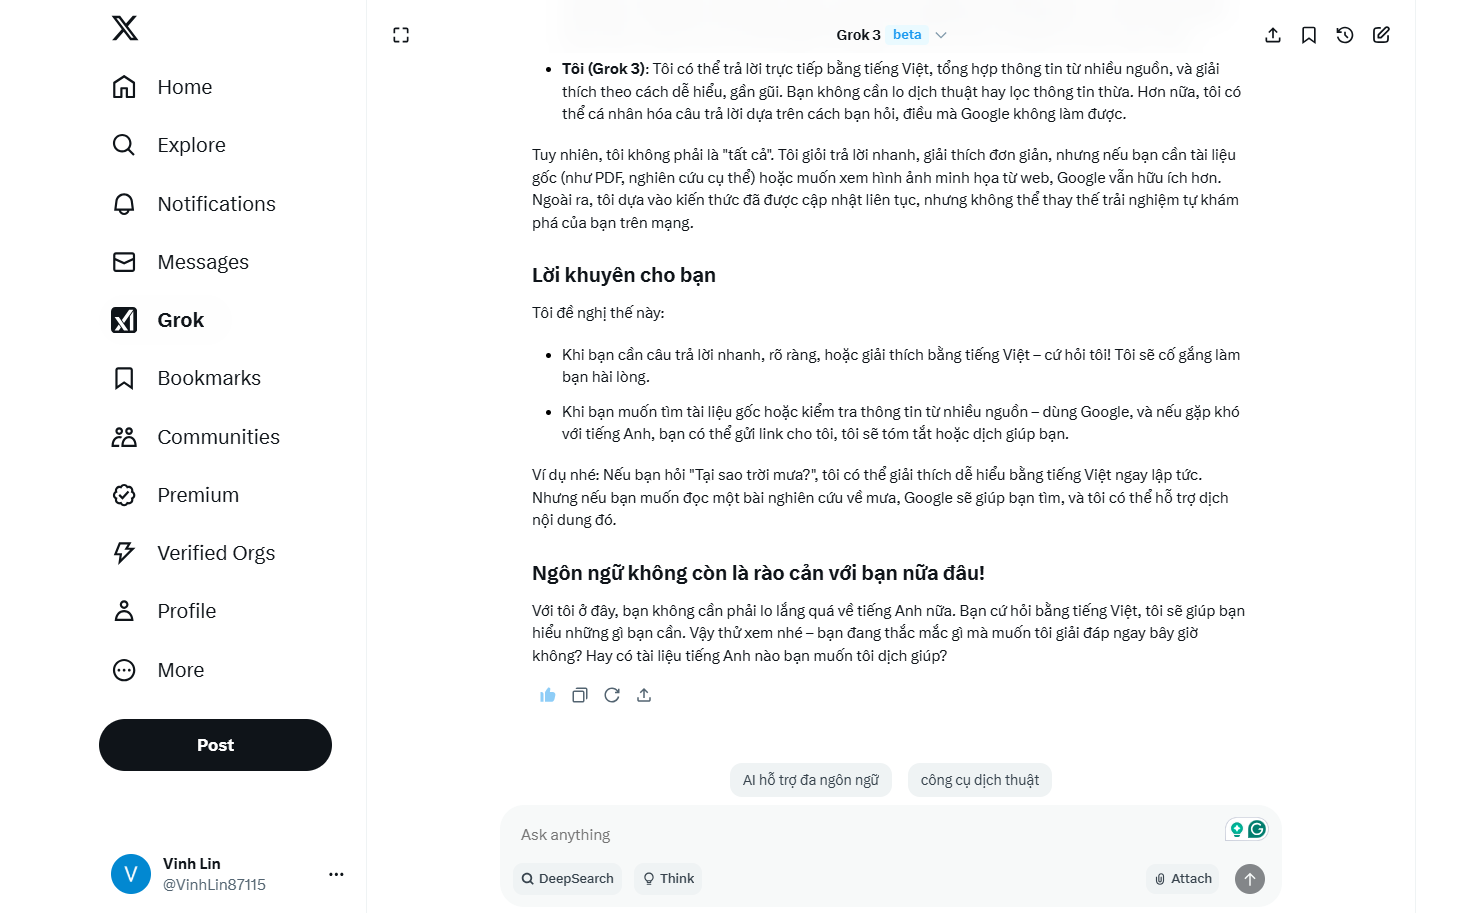 Home
Explore
Notifications
Messages
Grok
Bookmarks
Communities
Premium
Verified Orgs
Profile
More
Post
Vinh Lin
@VinhLin87115
Grok 3 beta
• Tôi (Grok 3): Tôi có thể trả lời trực tiếp bằng tiếng Việt, tổng hợp thông tin từ nhiều nguồn, và giải
thích theo cách dễ hiểu, gần gũi. Bạn không cần lo dịch thuật hay lọc thông tin thừa. Hơn nữa, tôi có
thể cá nhân hóa câu trả lời dựa trên cách bạn hỏi, điều mà Google không làm được.
Tuy nhiên, tôi không phải là "tất cả". Tôi giỏi trả lời nhanh, giải thích đơn giản, nhưng nếu bạn cần tài liệu
gốc (như PDF, nghiên cứu cụ thể) hoặc muốn xem hình ảnh minh họa từ web, Google vẫn hữu ích hơn.
Ngoài ra, tôi dựa vào kiến thức đã được cập nhật liên tục, nhưng không thể thay thế trải nghiệm tự khám
phá của bạn trên mạng.
Lời khuyên cho bạn
Tôi đề nghị thế này:
• Khi bạn cần câu trả lời nhanh, rõ ràng, hoặc giải thích bằng tiếng Việt – cứ hỏi tôi! Tôi sẽ cố gắng làm
bạn hài lòng.
• Khi bạn muốn tìm tài liệu gốc hoặc kiểm tra thông tin từ nhiều nguồn – dùng Google, và nếu gặp khó
với tiếng Anh, bạn có thể gửi link cho tôi, tôi sẽ tóm tắt hoặc dịch giúp bạn.
Ví dụ nhé: Nếu bạn hỏi "Tại sao trời mưa?", tôi có thể giải thích dễ hiểu bằng tiếng Việt ngay lập tức.
Nhưng nếu bạn muốn đọc một bài nghiên cứu về mưa, Google sẽ giúp bạn tìm, và tôi có thể hỗ trợ dịch
nội dung đó.
Ngôn ngữ không còn là rào cản với bạn nữa đâu!
Với tôi ở đây, bạn không cần phải lo lắng quá về tiếng Anh nữa. Bạn cứ hỏi bằng tiếng Việt, tôi sẽ giúp bạn
hiểu những gì bạn cần. Vậy thử xem nhé – bạn đang thắc mắc gì mà muốn tôi giải đáp ngay bây giờ
không? Hay có tài liệu tiếng Anh nào bạn muốn tôi dịch giúp?
AI hỗ trợ đa ngôn ngữ
công cụ dịch thuật
Ask anything
DeepSearch
Think
Attach
V